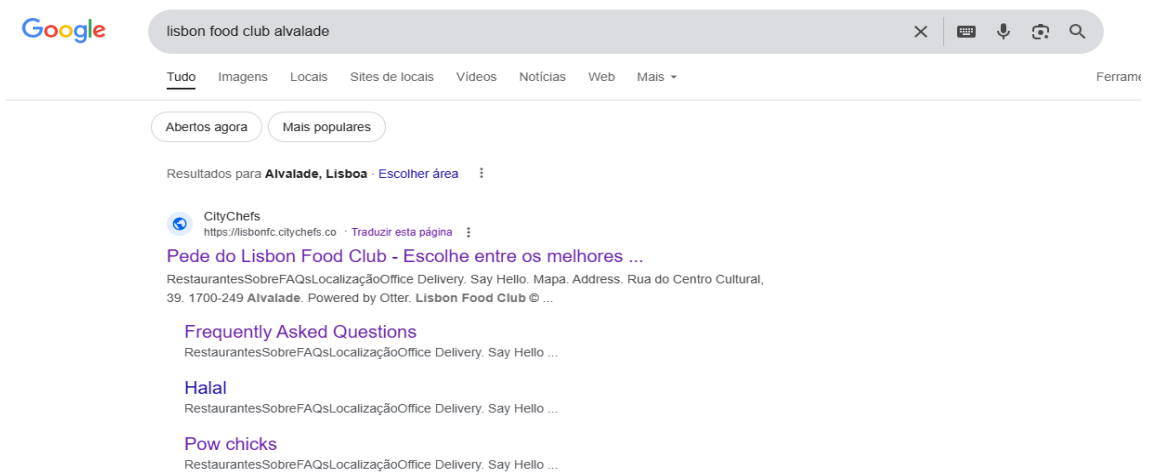 Google
lisbon food club alvalade
Tudo Imagens Locais Sites de locais Vídeos Notícias Web Mais Ferrame
Abertos agora Mais populares
Resultados para Alvalade, Lisboa · Escolher área
CityChefs
https://lisbonfc.citychefs.co · Traduzir esta página
Pede do Lisbon Food Club - Escolhe entre os melhores ...
RestaurantesSobreFAQsLocalizaçãoOffice Delivery. Say Hello. Mapa. Address. Rua do Centro Cultural,
39. 1700-249 Alvalade. Powered by Otter. Lisbon Food Club © ...
Frequently Asked Questions
RestaurantesSobreFAQsLocalizaçãoOffice Delivery. Say Hello ...
Halal
RestaurantesSobreFAQsLocalizaçãoOffice Delivery. Say Hello ...
Pow chicks
RestaurantesSobreFAQsLocalizaçãoOffice Delivery. Say Hello ...